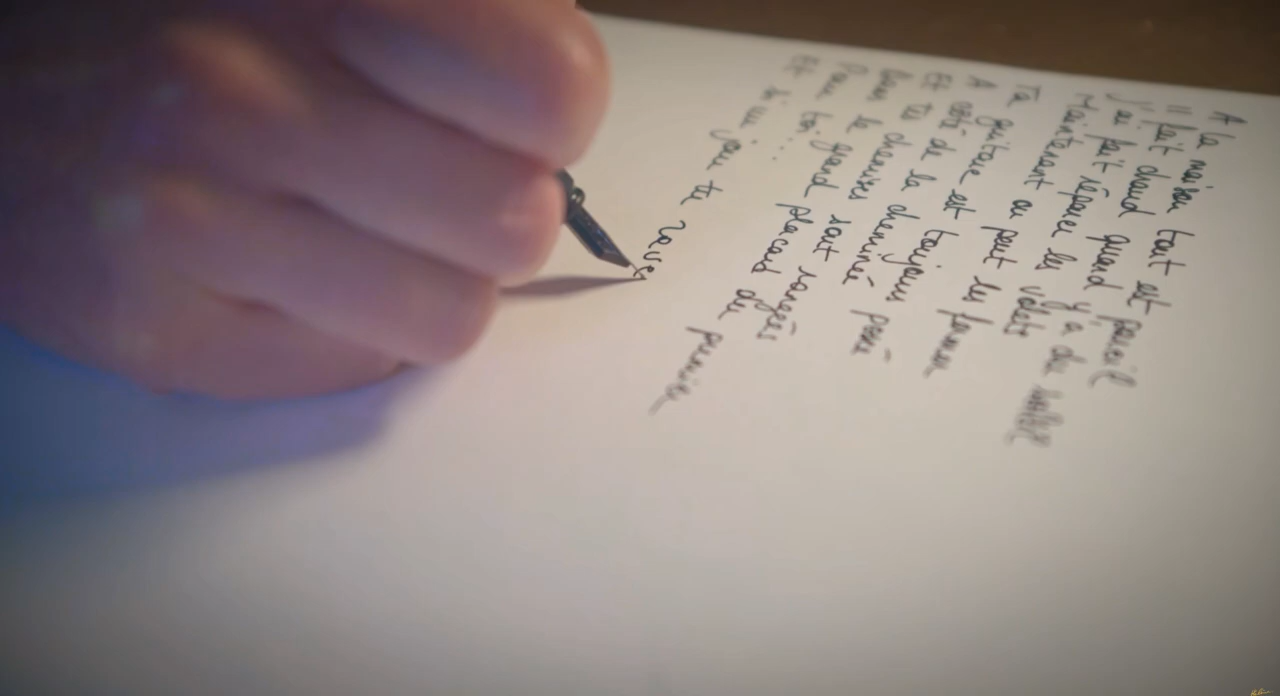 A la maison tout est pareil
Il fait chaud quand y'a du soleil
J'ai fait réparer les volets
Maintenant on peut les fermer
Ta guitare est toujours posée
A côté de la cheminée
Et tes chemises sont rangées
Dans le grand placard du premier
Pour toi...
Et si un jour tu reve